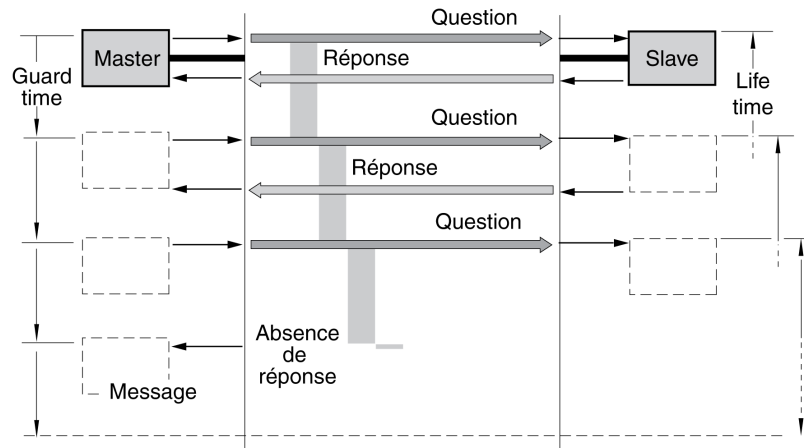 Question
Master
Réponse
Slave
Guard
time
Life
time
Question
Réponse
Question
Absence
de
réponse
Message